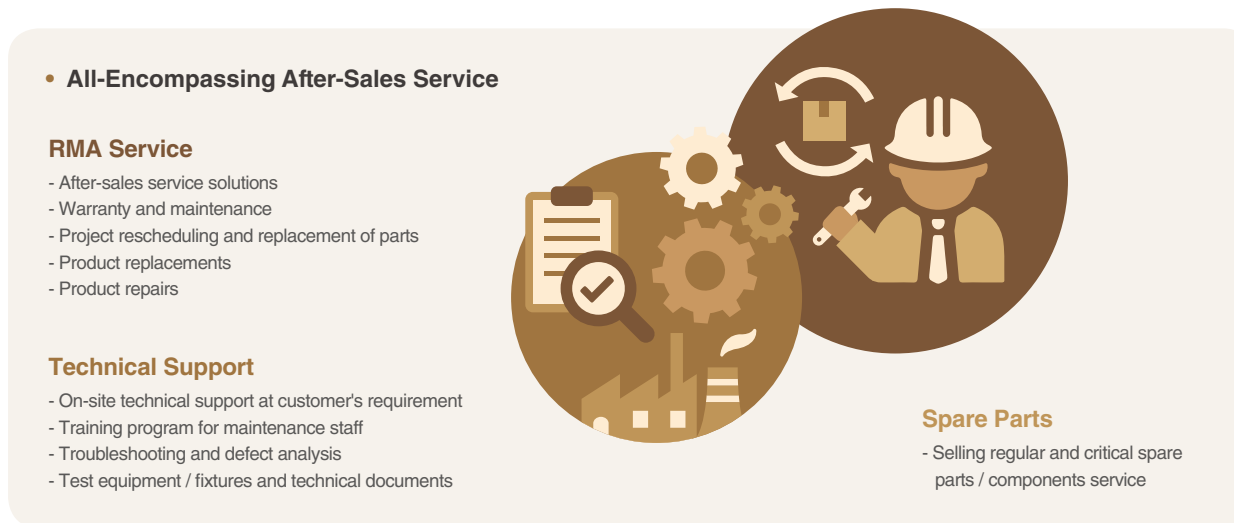 • All-Encompassing After-Sales Service
RMA Service
- After-sales service solutions
- Warranty and maintenance
- Project rescheduling and replacement of parts
- Product replacements
- Product repairs
Technical Support
- On-site technical support at customer's requirement
- Training program for maintenance staff
- Troubleshooting and defect analysis
- Test equipment / fixtures and technical documents
Spare Parts
- Selling regular and critical spare
parts / components service